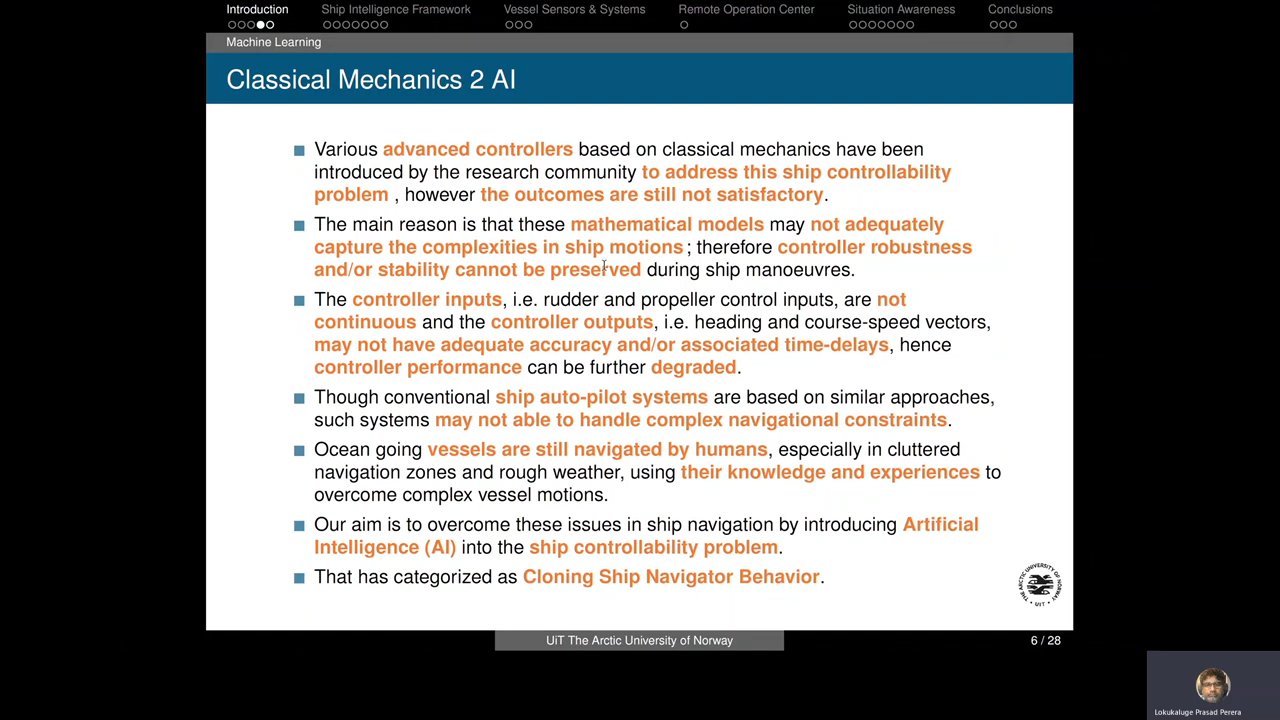 Introduction Ship Intelligence Framework Vessel Sensors & Systems Remote Operation Center Situation Awareness Conclusions
Machine Learning
Classical Mechanics 2 AI
Various advanced controllers based on classical mechanics have been
introduced by the research community to address this ship controllability
problem , however the outcomes are still not satisfactory.
The main reason is that these mathematical models may not adequately
capture the complexities in ship motions ; therefore controller robustness
and/or stability cannot be preserved during ship manoeuvres.
The controller inputs, i.e. rudder and propeller control inputs, are not
continuous and the controller outputs, i.e. heading and course-speed vectors,
may not have adequate accuracy and/or associated time-delays, hence
controller performance can be further degraded.
Though conventional ship auto-pilot systems are based on similar approaches,
such systems may not able to handle complex navigational constraints.
Ocean going vessels are still navigated by humans, especially in cluttered
navigation zones and rough weather, using their knowledge and experiences to
overcome complex vessel motions.
Our aim is to overcome these issues in ship navigation by introducing Artificial
Intelligence (AI) into the ship controllability problem.
That has categorized as Cloning Ship Navigator Behavior.
THE ARCTIC UNIVERSITY OF NORWAY
UiT
UiT The Arctic University of Norway 6 / 28
Lokukaluge Prasad Perera